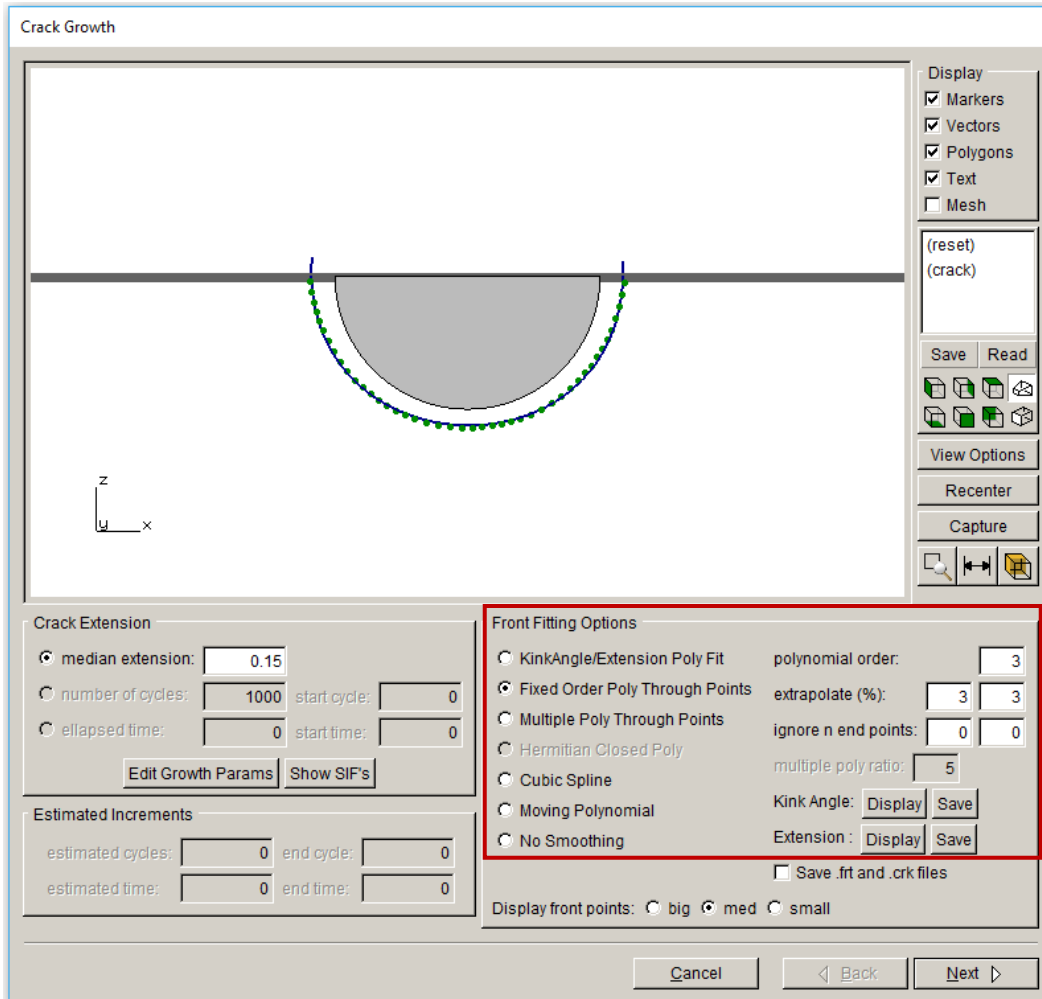 Crack Growth
Display
Markers
Vectors
Polygons
Text
Mesh
(reset)
(crack)
Save Read
z
y x
View Options
Recenter
Capture
Crack Extension
median extension: 0.15
number of cycles: 1000 start cycle: 0
ellapsed time: 0 start time: 0
Edit Growth Params Show SIF's
Estimated Increments
estimated cycles: 0 end cycle: 0
estimated time: 0 end time: 0
Front Fitting Options
KinkAngle/Extension Poly Fit polynomial order: 3
Fixed Order Poly Through Points extrapolate (%): 3 3
Multiple Poly Through Points ignore n end points: 0 0
Hermitian Closed Poly multiple poly ratio: 5
Cubic Spline Kink Angle: Display Save
Moving Polynomial
No Smoothing Extension : Display Save
Save .frt and .crk files
Display front points: big med small
Cancel Back Next